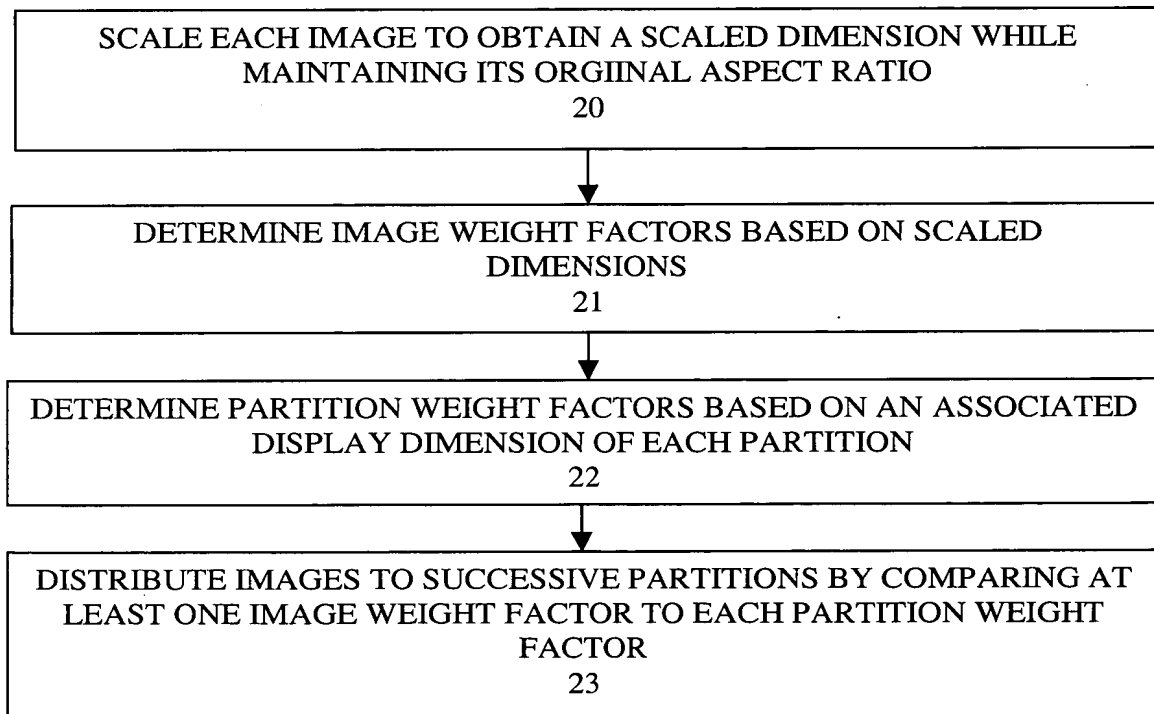 SCALE EACH IMAGE TO OBTAIN A SCALED DIMENSION WHILE
MAINTAINING ITS ORGIINAL ASPECT RATIO
20
DETERMINE IMAGE WEIGHT FACTORS BASED ON SCALED
DIMENSIONS
21
DETERMINE PARTITION WEIGHT FACTORS BASED ON AN ASSOCIATED
DISPLAY DIMENSION OF EACH PARTITION
22
DISTRIBUTE IMAGES TO SUCCESSIVE PARTITIONS BY COMPARING AT
LEAST ONE IMAGE WEIGHT FACTOR TO EACH PARTITION WEIGHT
FACTOR
23